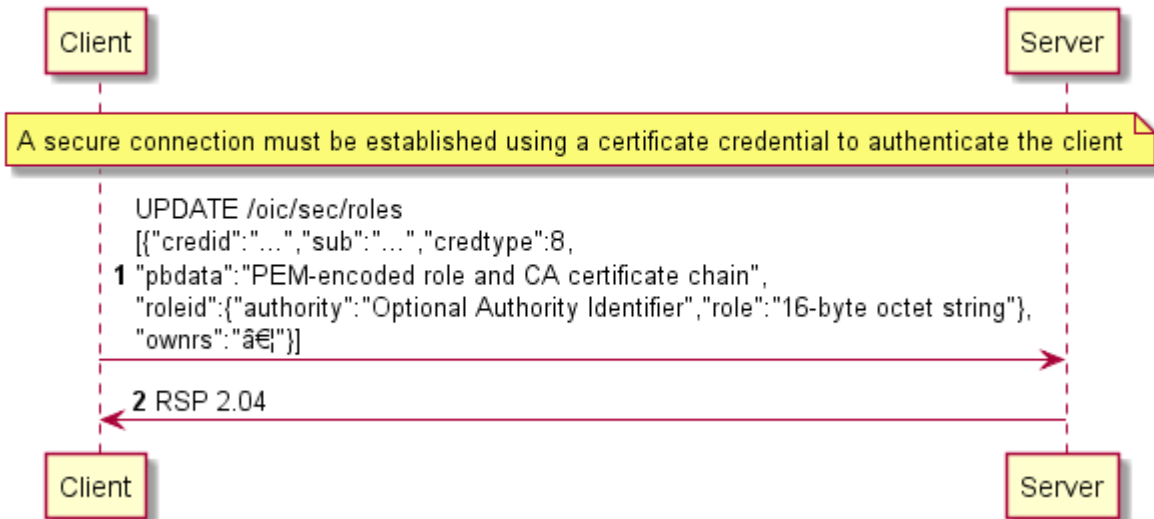 Client
Server
A secure connection must be established using a certificate credential to authenticate the client
UPDATE /oic/sec/roles
[{"credid":"...","sub":"...","credtype":8,
1 "pbdata":"PEM-encoded role and CA certificate chain",
"roleid":{"authority":"Optional Authority Identifier","role":"16-byte octet string"},
"ownrs":"â€¦"}]
2 RSP 2.04
Client
Server